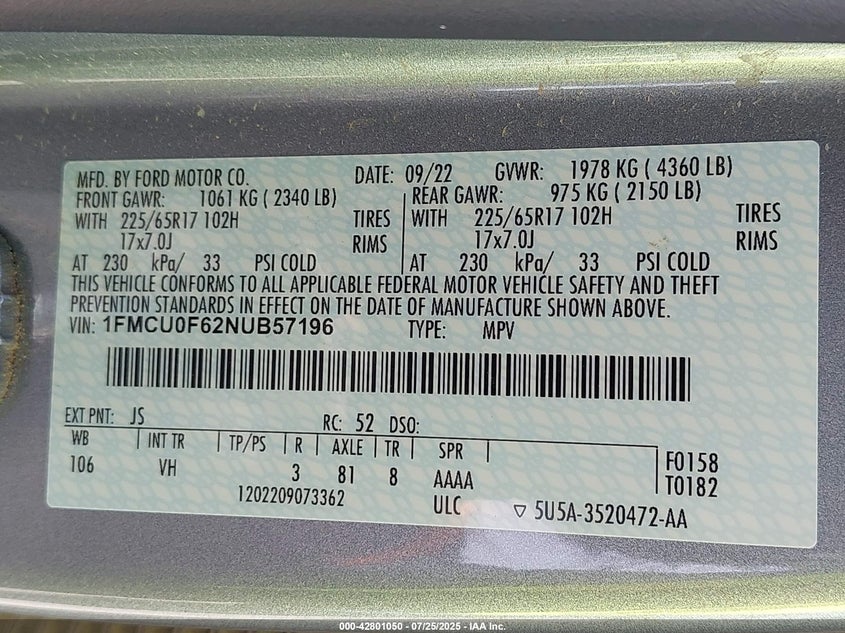 MFD. BY FORD MOTOR CO. DATE: 09/22 GVWR: 1978 KG ( 4360 LB)
FRONT GAWR: 1061 KG ( 2340 LB) REAR GAWR: 975 KG ( 2150 LB)
WITH 225/65R17 102H TIRES WITH 225/65R17 102H TIRES
17x7.0J RIMS 17x7.0J RIMS
AT 230 kPa/ 33 PSI COLD AT 230 kPa/ 33 PSI COLD
THIS VEHICLE CONFORMS TO ALL APPLICABLE FEDERAL MOTOR VEHICLE SAFETY AND THEFT
PREVENTION STANDARDS IN EFFECT ON THE DATE OF MANUFACTURE SHOWN ABOVE.
VIN: 1FMCU0F62NUB57196 TYPE: MPV
EXT PNT: JS RC: 52 DSO:
WB INT TR TP/PS R AXLE TR SPR
106 VH 3 81 8 AAAA
F0158
T0182
1202209073362 ULC ▽ 5U5A-3520472-AA
000-42801050 - 07/25/2025 - IAA Inc.